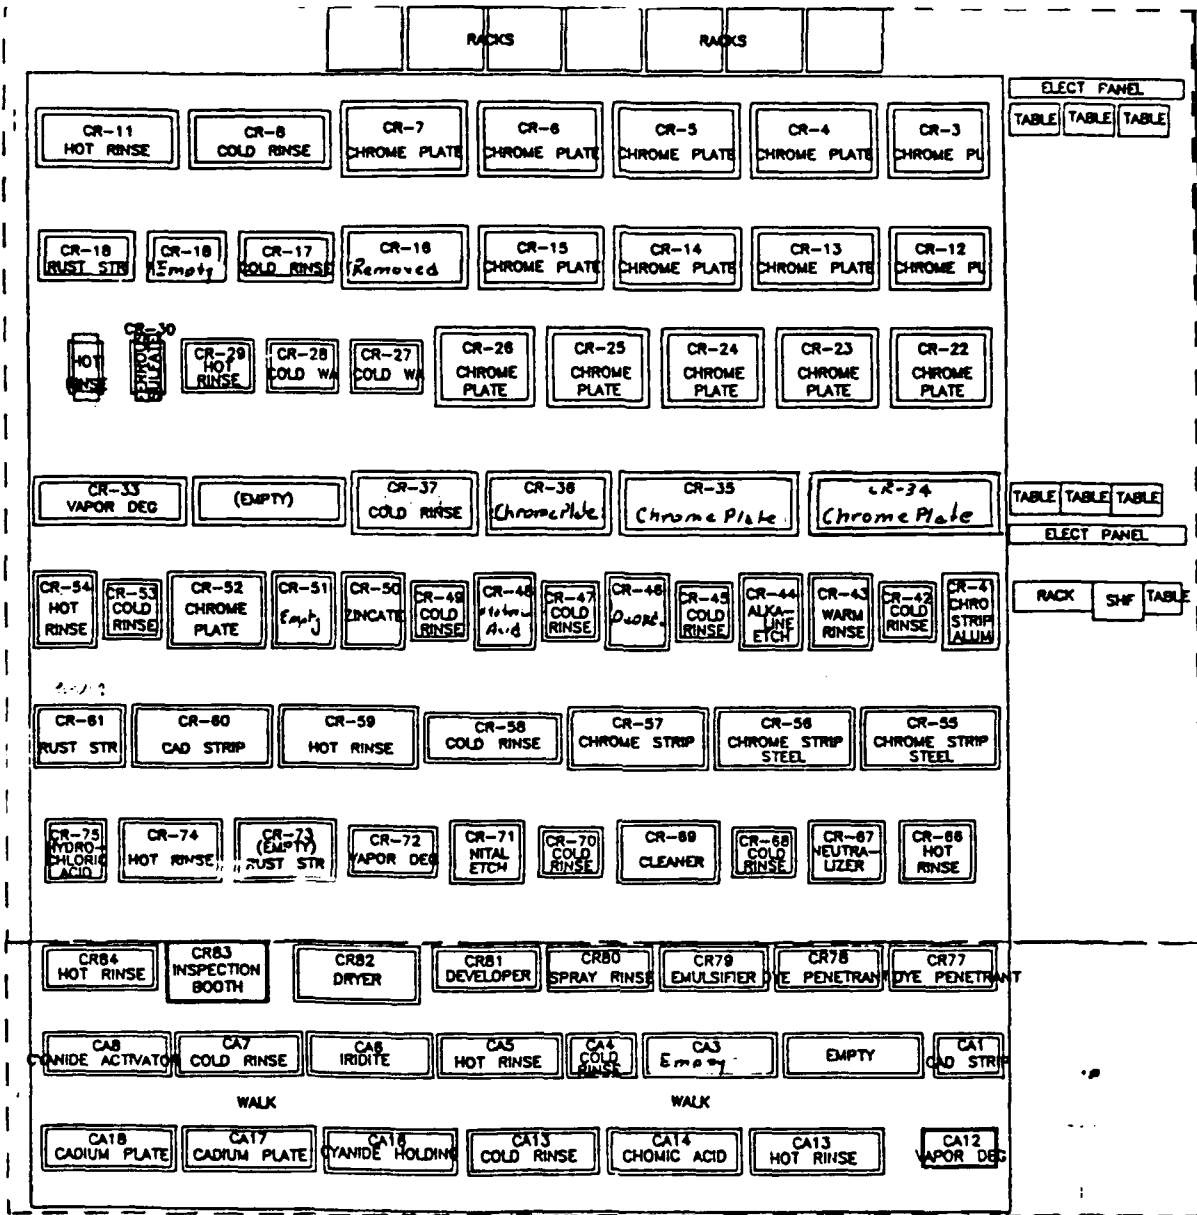 RACKS RACKS
ELECT PANEL
TABLE TABLE TABLE
CR-11 CR-8 CR-7 CR-6 CR-5 CR-4 CR-3
HOT RINSE COLD RINSE CHROME PLATE CHROME PLATE CHROME PLATE CHROME PLATE CHROME PL
CR-18 CR-18 CR-17 CR-16 CR-15 CR-14 CR-13 CR-12
RUST STR Empty COLD RINSE Removed CHROME PLATE CHROME PLATE CHROME PLATE CHROME PL
CR-30
HOT RINSE
FERROUS SULFATE
CR-29 CR-28 CR-27 CR-26 CR-25 CR-24 CR-23 CR-22
HOT RINSE COLD WA COLD WA CHROME CHROME CHROME CHROME CHROME
PLATE PLATE PLATE PLATE PLATE
CR-33 (EMPTY) CR-37 CR-36 CR-35 CR-34
VAPOR DEG COLD RINSE Chrome Plate Chrome Plate Chrome Plate
TABLE TABLE TABLE
ELECT PANEL
CR-54 CR-53 CR-52 CR-51 CR-50 CR-49 CR-48 CR-47 CR-46 CR-45 CR-44 CR-43 CR-42 CR-4
HOT COLD CHROME Empty ZINCATE COLD COLD COLD ALKA- WARM COLD CHRO
RINSE RINSE PLATE RINSE Acid RINSE RINSE LINE RINSE RINSE STRIP
ETCH ALUM
RACK SHF TABLE
CR-61 CR-60 CR-59 CR-58 CR-57 CR-56 CR-55
RUST STR CAD STRIP HOT RINSE COLD RINSE CHROME STRIP CHROME STRIP CHROME STRIP
STEEL STEEL
CR-75 CR-74 CR-73 CR-72 CR-71 CR-70 CR-69 CR-68 CR-67 CR-66
HYDRO- HOT RINSE (EMPTY) VAPOR DEG NITAL COLD CLEANER COLD NEUTRA- HOT
CHLORIC RUST STR ETCH RINSE RINSE LIZER RINSE
ACID
CR84 CR83 CR82 CR81 CR80 CR79 CR78 CR77
HOT RINSE INSPECTION DRYER DEVELOPER SPRAY RINSE EMULSIFIER DYE PENETRANT DYE PENETRANT
BOOTH
CA8 CA7 CA6 CA5 CA4 CA3 EMPTY CA1
CYANIDE ACTIVATOR COLD RINSE IRIDITE HOT RINSE COLD RINSE Empty CAD STRIP
WALK WALK
CA18 CA17 CA16 CA13 CA14 CA13 CA12
CADIUM PLATE CADIUM PLATE CYANIDE HOLDING COLD RINSE CHOMIC ACID HOT RINSE VAPOR DEG